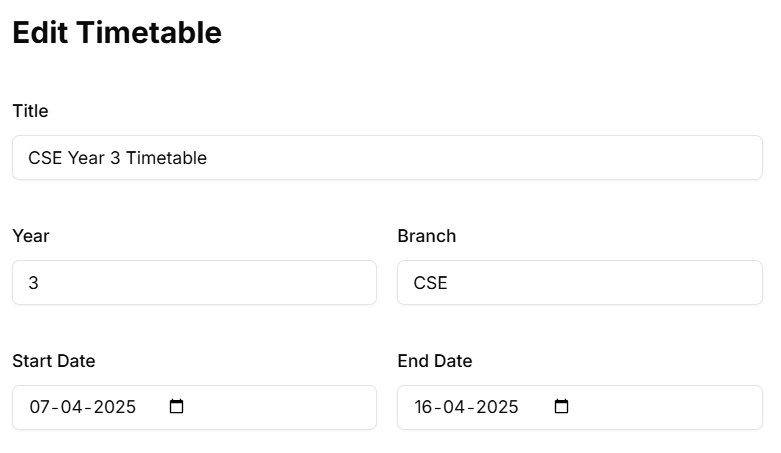 Edit Timetable
Title
CSE Year 3 Timetable
Year
Branch
3
CSE
Start Date
End Date
07-04-2025
16-04-2025